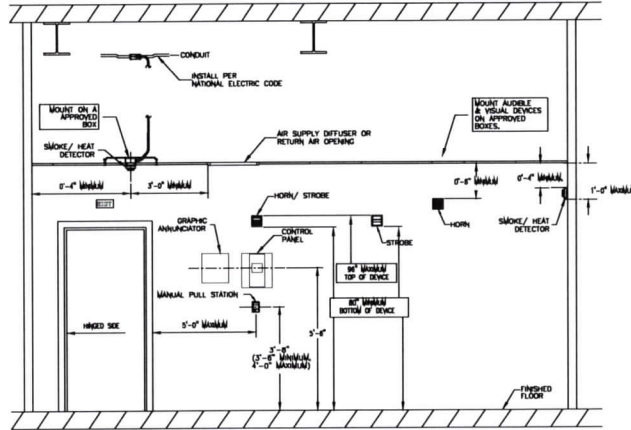 CONDUIT
INSTALL PER
NATIONAL ELECTRIC CODE
MOUNT ON A
APPROVED
BOX
MOUNT AUDIBLE
& VISUAL DEVICES
ON APPROVED
BOXES.
SMOKE/ HEAT
DETECTOR
AIR SUPPLY DIFFUSER OR
RETURN AIR OPENING
0'-4" MINIMUM
3'-0" MINIMUM
0'-6" MINIMUM
0'-4" MINIMUM
1'-0" MAXIMUM
EXIT
HORN/ STROBE
GRAPHIC
ANNUNCIATOR
CONTROL
PANEL
STROBE
HORN
SMOKE/ HEAT
DETECTOR
96" MAXIMUM
TOP OF DEVICE
MANUAL PULL STATION
80" MINIMUM
BOTTOM OF DEVICE
HINGED SIDE
5'-0" MAXIMUM
5'-6"
3'-8"
(3'-6" MINIMUM,
4'-0" MAXIMUM)
FINISHED
FLOOR